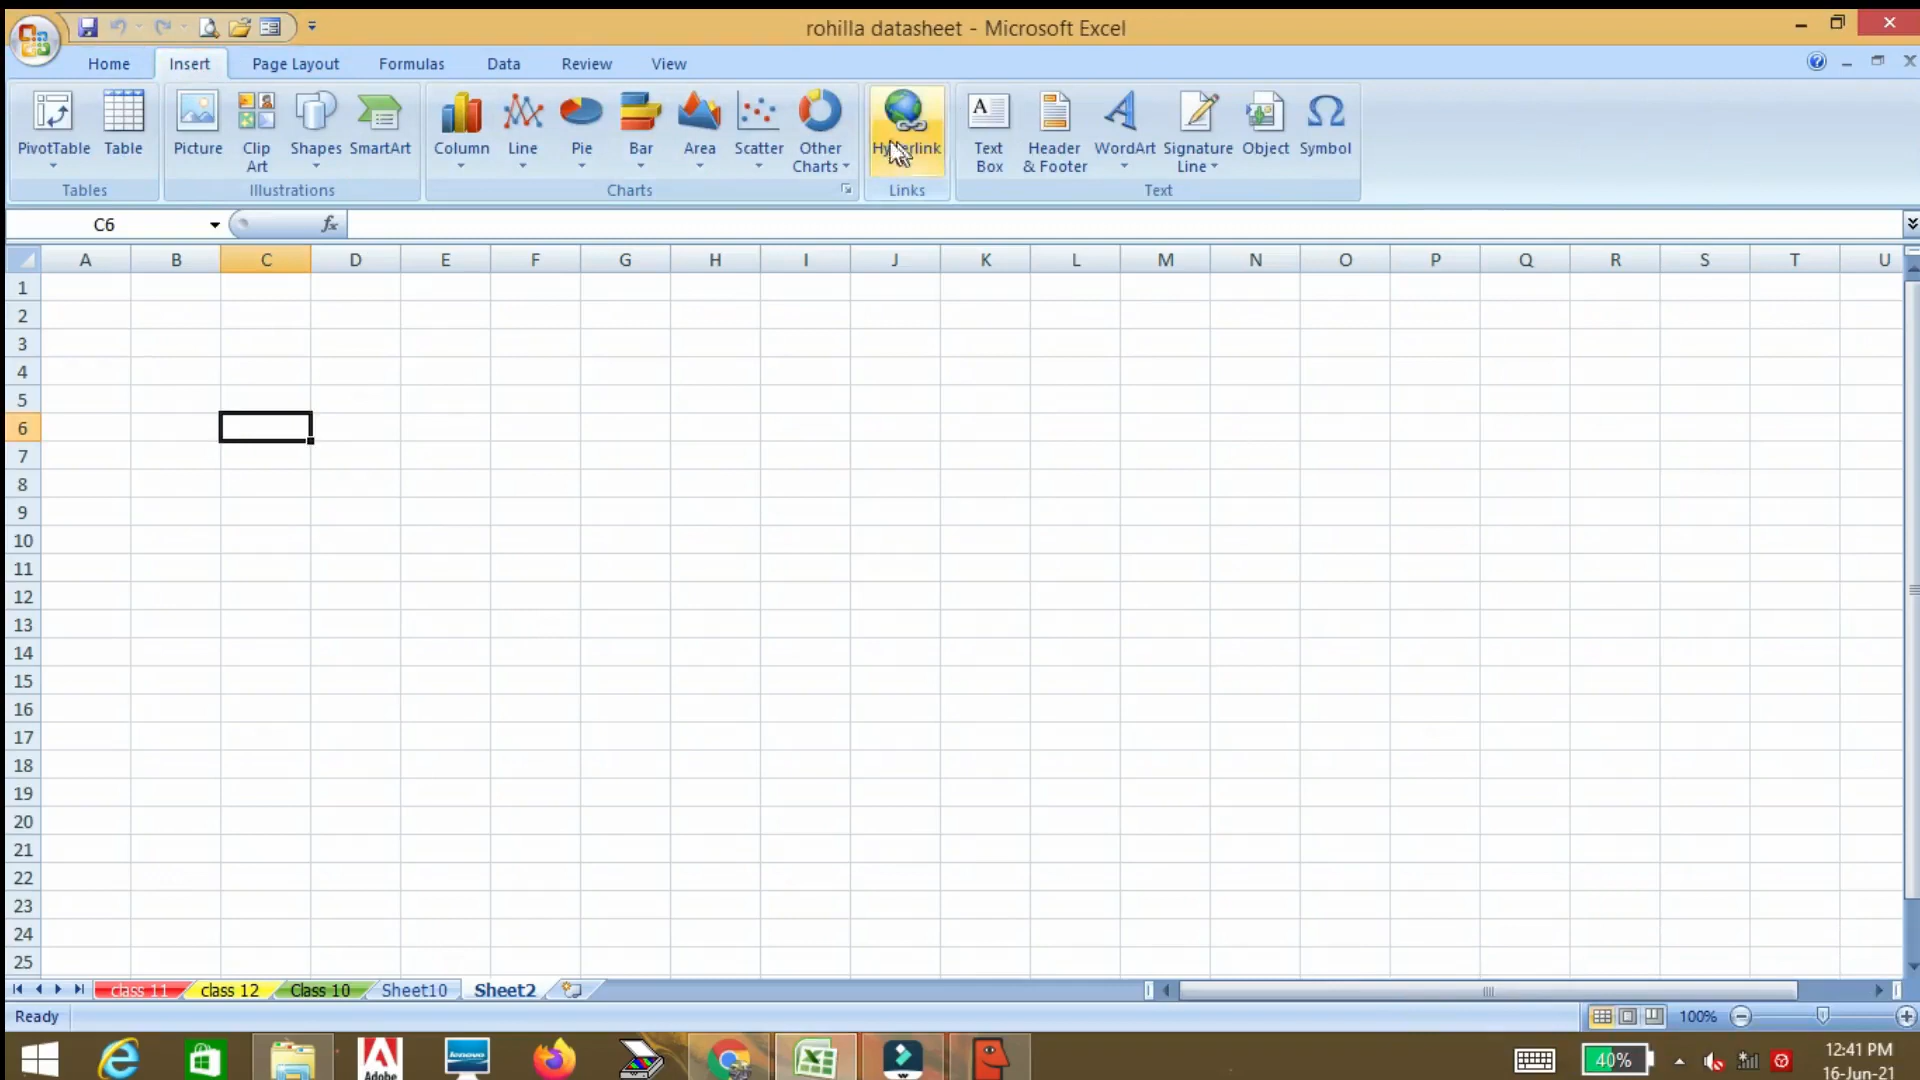 rohilla datasheet - Microsoft Excel
Home Insert Page Layout Formulas Data Review View
PivotTable Table Picture Clip Art Shapes SmartArt Column Line Pie Bar Area Scatter Other Charts Hyperlink Text Box Header & Footer WordArt Signature Line Object Symbol
Tables Illustrations Charts Links Text
C6 fx
A B C D E F G H I J K L M N O P Q R S T U
1
2
3
4
5
6
7
8
9
10
11
12
13
14
15
16
17
18
19
20
21
22
23
24
25
class 11 class 12 Class 10 Sheet10 Sheet2
Ready 100%
Adobe lenovo 40% 12:41 PM
16-Jun-21